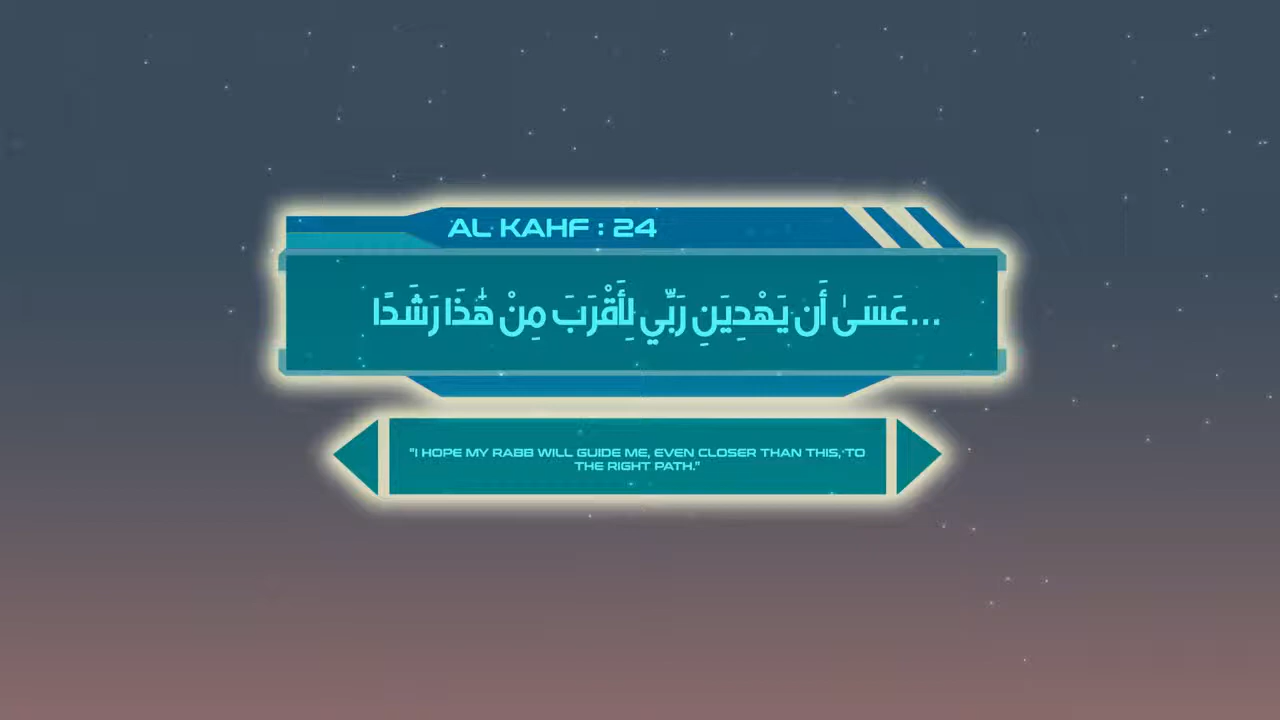 AL KAHF : 24
...عَسَىٰ أَن يَهْدِيَنِ رَبِّي لِأَقْرَبَ مِنْ هَٰذَا رَشَدًا
"I HOPE MY RABB WILL GUIDE ME, EVEN CLOSER THAN THIS, TO
THE RIGHT PATH."